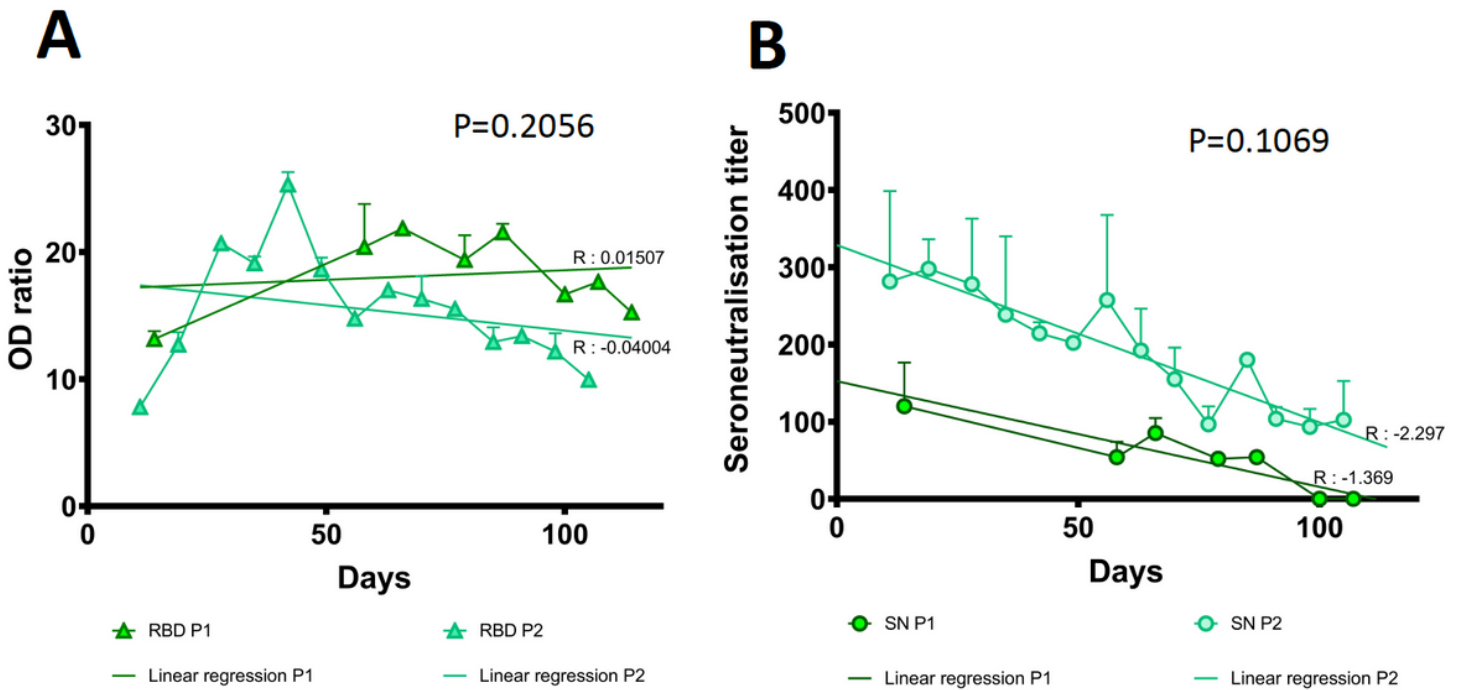 A
P=0.2056
30
20
10
0
OD ratio
R : 0.01507
R : -0.04004
0
50
100
Days
RBD P1
RBD P2
Linear regression P1
Linear regression P2
B
P=0.1069
500
400
300
200
100
0
Seroneutralisation titer
R : -2.297
R : -1.369
0
50
100
Days
SN P1
SN P2
Linear regression P1
Linear regression P2